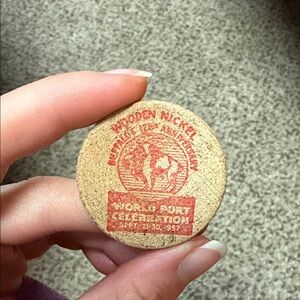 WOODEN NICKEL
BUFFALO'S 125th ANNIVERSARY
WORLD PORT
CELEBRATION
SEPT. 21-30, 1957